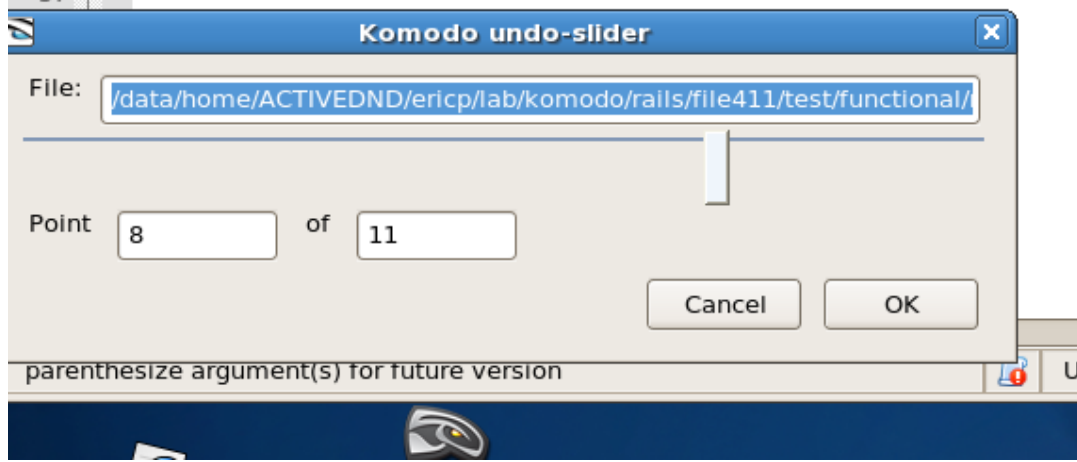 Komodo undo-slider
File: /data/home/ACTIVEDND/ericp/lab/komodo/rails/file411/test/functional/
Point 8 of 11
Cancel OK
parenthesize argument(s) for future version
U